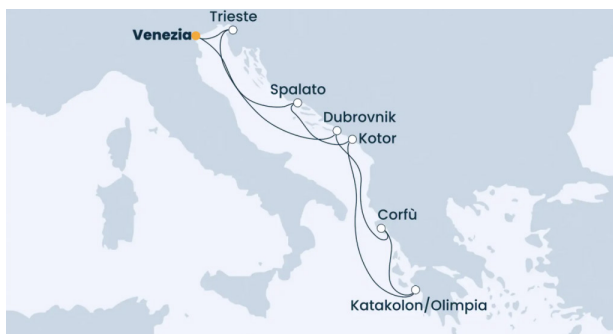 Trieste
Venezia
Spalato
Dubrovnik
Kotor
Corfù
Katakolon/Olimpia